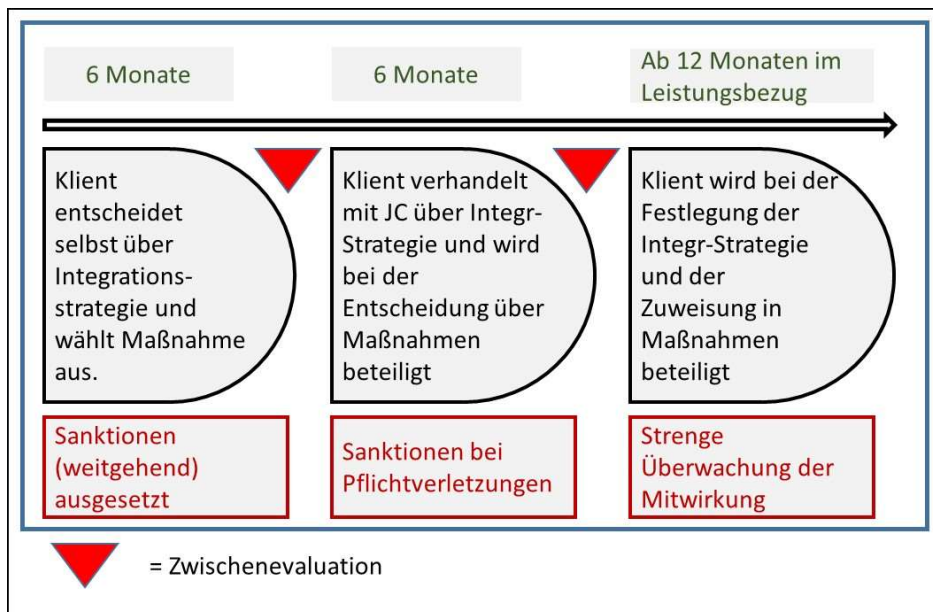 6 Monate
6 Monate
Ab 12 Monaten im
Leistungsbezug
Klient
entscheidet
selbst über
Integrations-
strategie und
wählt Maßnahme
aus.
Klient verhandelt
mit JC über Integr-
Strategie und wird
bei der
Entscheidung über
Maßnahmen
beteiligt
Klient wird bei der
Festlegung der
Integr-Strategie
und der
Zuweisung in
Maßnahmen
beteiligt
Sanktionen
(weitgehend)
ausgesetzt
Sanktionen bei
Pflichtverletzungen
Strenge
Überwachung der
Mitwirkung
= Zwischenevaluation